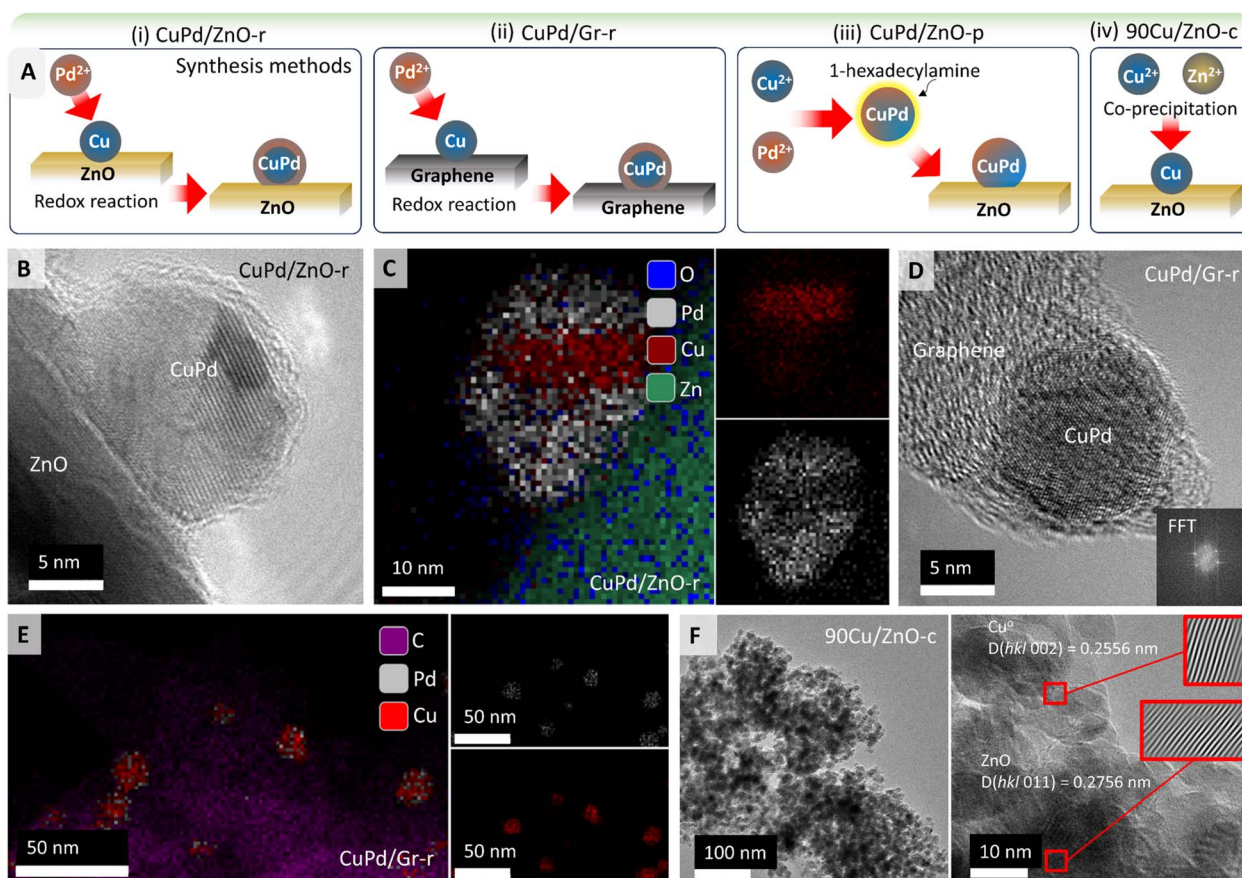 (i) CuPd/ZnO-r
(ii) CuPd/Gr-r
(iii) CuPd/ZnO-p
(iv) 90Cu/ZnO-c
A
Pd²⁺
Synthesis methods
Cu
ZnO
Redox reaction
CuPd
ZnO
Pd²⁺
Cu
Graphene
Redox reaction
CuPd
Graphene
Cu²⁺
Pd²⁺
1-hexadecylamine
CuPd
CuPd
ZnO
Cu²⁺
Zn²⁺
Co-precipitation
Cu
ZnO
B
CuPd/ZnO-r
CuPd
ZnO
5 nm
C
O
Pd
Cu
Zn
10 nm
CuPd/ZnO-r
D
CuPd/Gr-r
Graphene
CuPd
5 nm
FFT
E
C
Pd
Cu
50 nm
CuPd/Gr-r
50 nm
50 nm
F
90Cu/ZnO-c
100 nm
Cu⁰
D(hkl 002) = 0.2556 nm
ZnO
D(hkl 011) = 0.2756 nm
10 nm